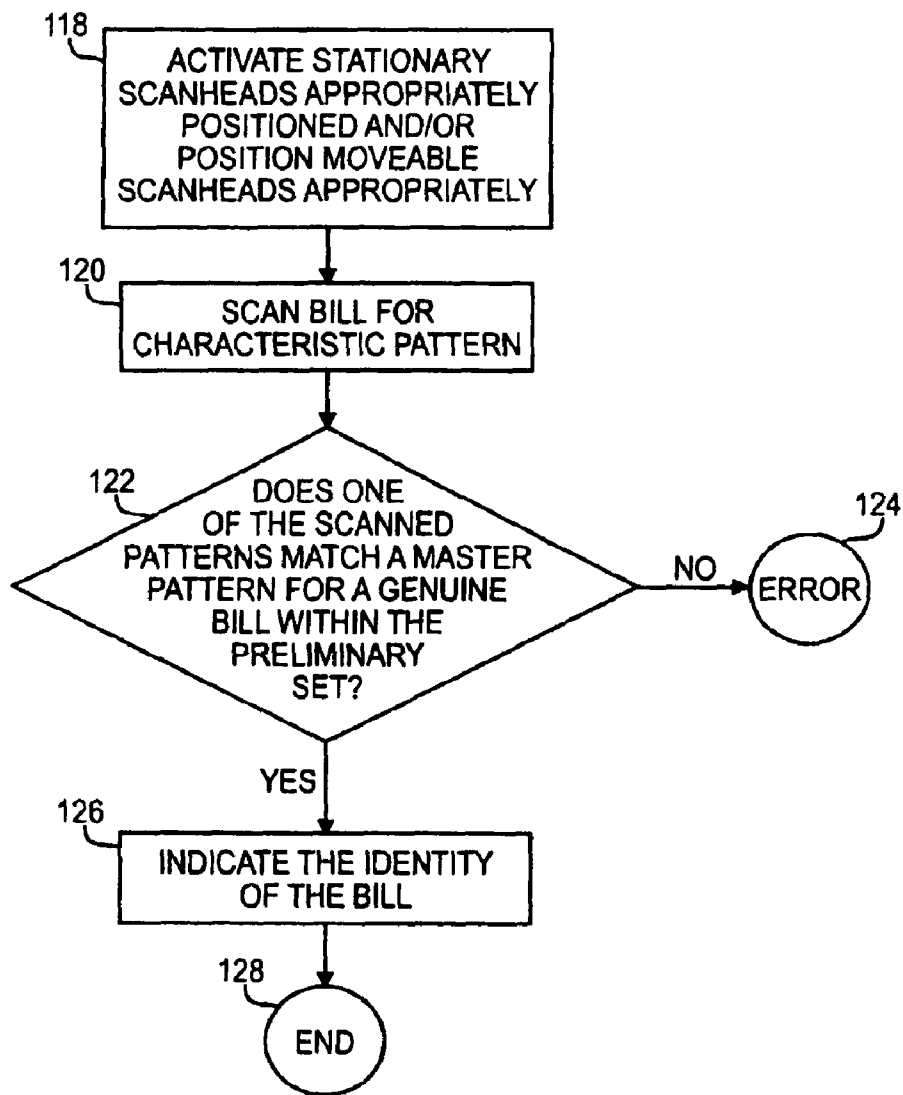 118
ACTIVATE STATIONARY
SCANHEADS APPROPRIATELY
POSITIONED AND/OR
POSITION MOVEABLE
SCANHEADS APPROPRIATELY
120
SCAN BILL FOR
CHARACTERISTIC PATTERN
122
DOES ONE
OF THE SCANNED
PATTERNS MATCH A MASTER
PATTERN FOR A GENUINE
BILL WITHIN THE
PRELIMINARY
SET?
NO
124
ERROR
YES
126
INDICATE THE IDENTITY
OF THE BILL
128
END